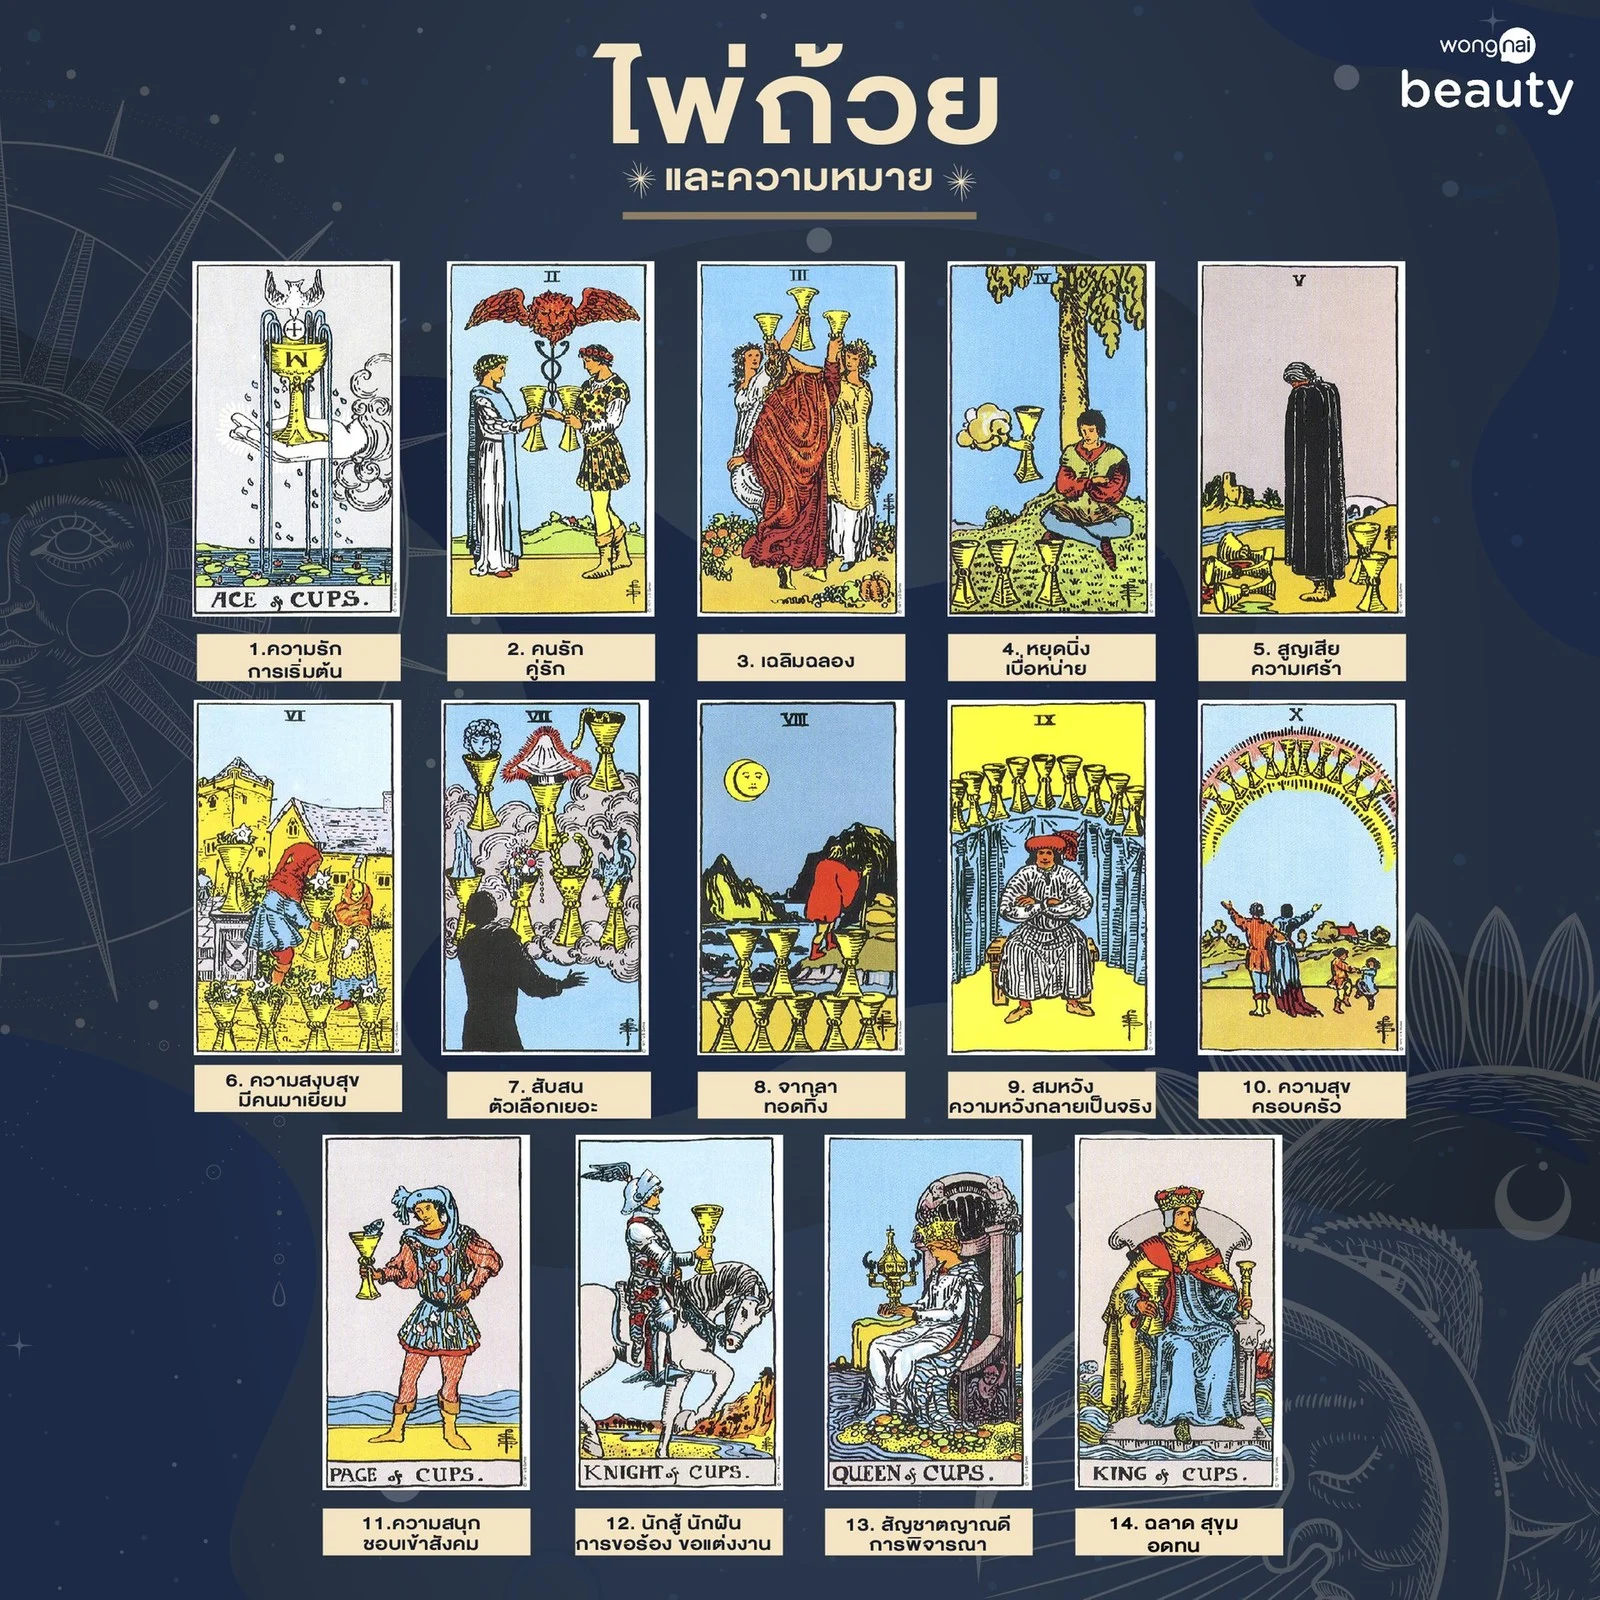 wongnai
beauty
ไพ่ถ้วย
และความหมาย
II
III
IV
V
ACE of CUPS.
1.ความรัก
การเริ่มต้น
2. คนรัก
คู่รัก
3. เฉลิมฉลอง
4. หยุดนิ่ง
เบื่อหน่าย
5. สูญเสีย
ความเศร้า
VI
VII
VIII
IX
X
6. ความสงบสุข
มีคนมาเยี่ยม
7. สับสน
ตัวเลือกเยอะ
8. จากลา
ทอดทิ้ง
9. สมหวัง
ความหวังกลายเป็นจริง
10. ความสุข
ครอบครัว
PAGE of CUPS.
KNIGHT of CUPS.
QUEEN of CUPS.
KING of CUPS.
11.ความสนุก
ชอบเข้าสังคม
12. นักสู้ นักฝัน
การขอร้อง ขอแต่งงาน
13. สัญชาตญาณดี
การพิจารณา
14. ฉลาด สุขุม
อดทน